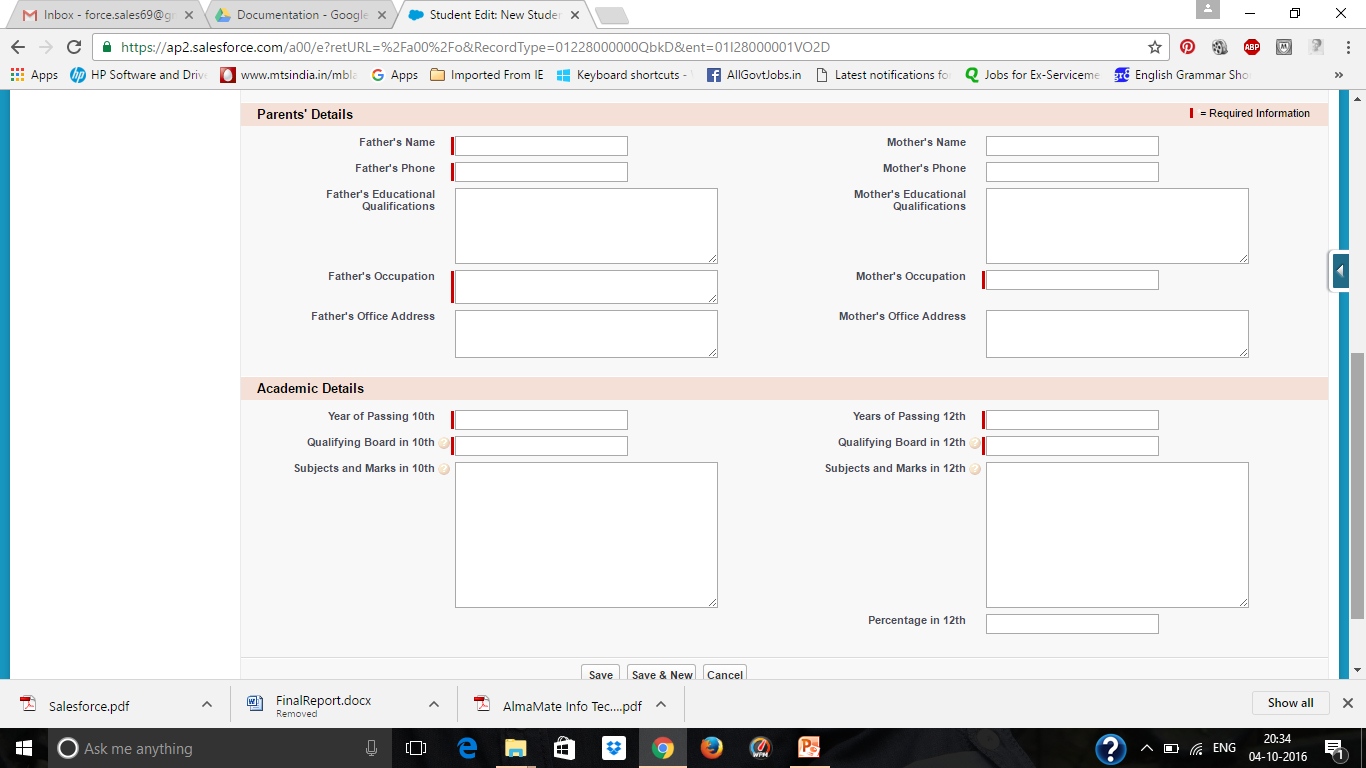 Inbox - force.sales69@g
Documentation - Google
Student Edit: New Studen
https://ap2.salesforce.com/a00/e?retURL=%2Fa00%2Fo&RecordType=01228000000QbkD&ent=01I28000001VO2D
ABP
Apps
HP Software and Driv
www.mtsindia.in/mbla
Apps
Imported From IE
Keyboard shortcuts -
AllGovtJobs.in
Latest notifications fo
Jobs for Ex-Serviceme
English Grammar Sho
»
Parents' Details
= Required Information
Father's Name
Mother's Name
Father's Phone
Mother's Phone
Father's Educational
Qualifications
Mother's Educational
Qualifications
Father's Occupation
Mother's Occupation
Father's Office Address
Mother's Office Address
Academic Details
Year of Passing 10th
Years of Passing 12th
Qualifying Board in 10th ?
Qualifying Board in 12th ?
Subjects and Marks in 10th ?
Subjects and Marks in 12th ?
Percentage in 12th
Save
Save & New
Cancel
Salesforce.pdf
FinalReport.docx
Removed
AlmaMate Info Tec....pdf
Show all
Ask me anything
WPM
ENG
20:34
04-10-2016
1